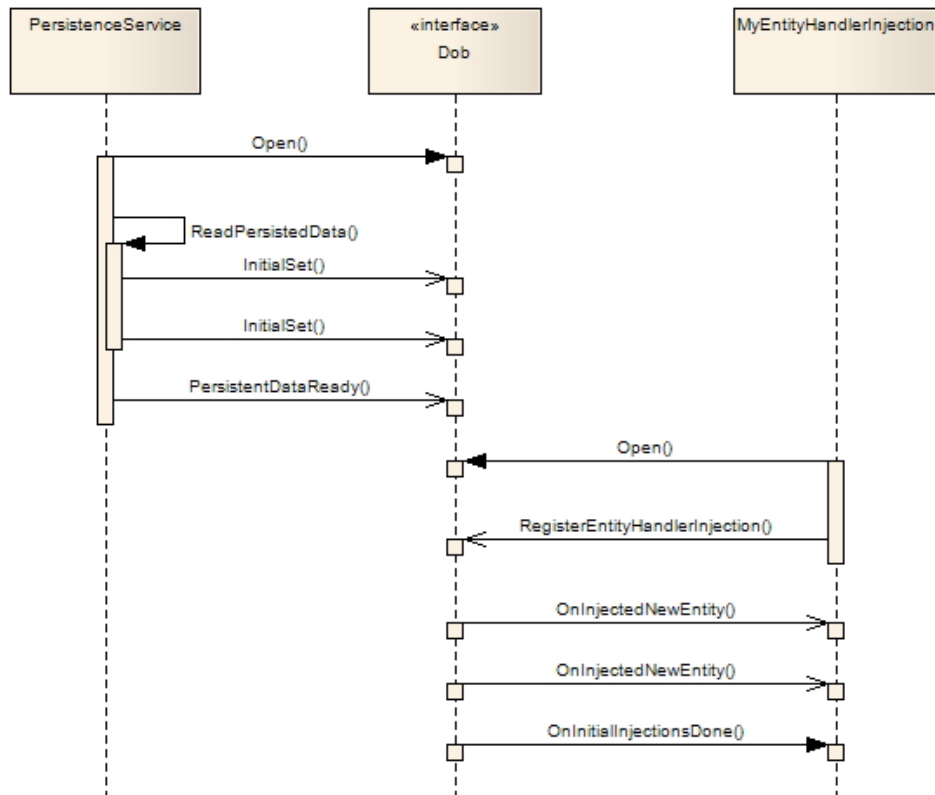 PersistenceService
«interface»
Dob
MyEntityHandlerInjection
Open()
ReadPersistedData()
InitialSet()
InitialSet()
PersistentDataReady()
Open()
RegisterEntityHandlerInjection()
OnInjectedNewEntity()
OnInjectedNewEntity()
OnInitialInjectionsDone()